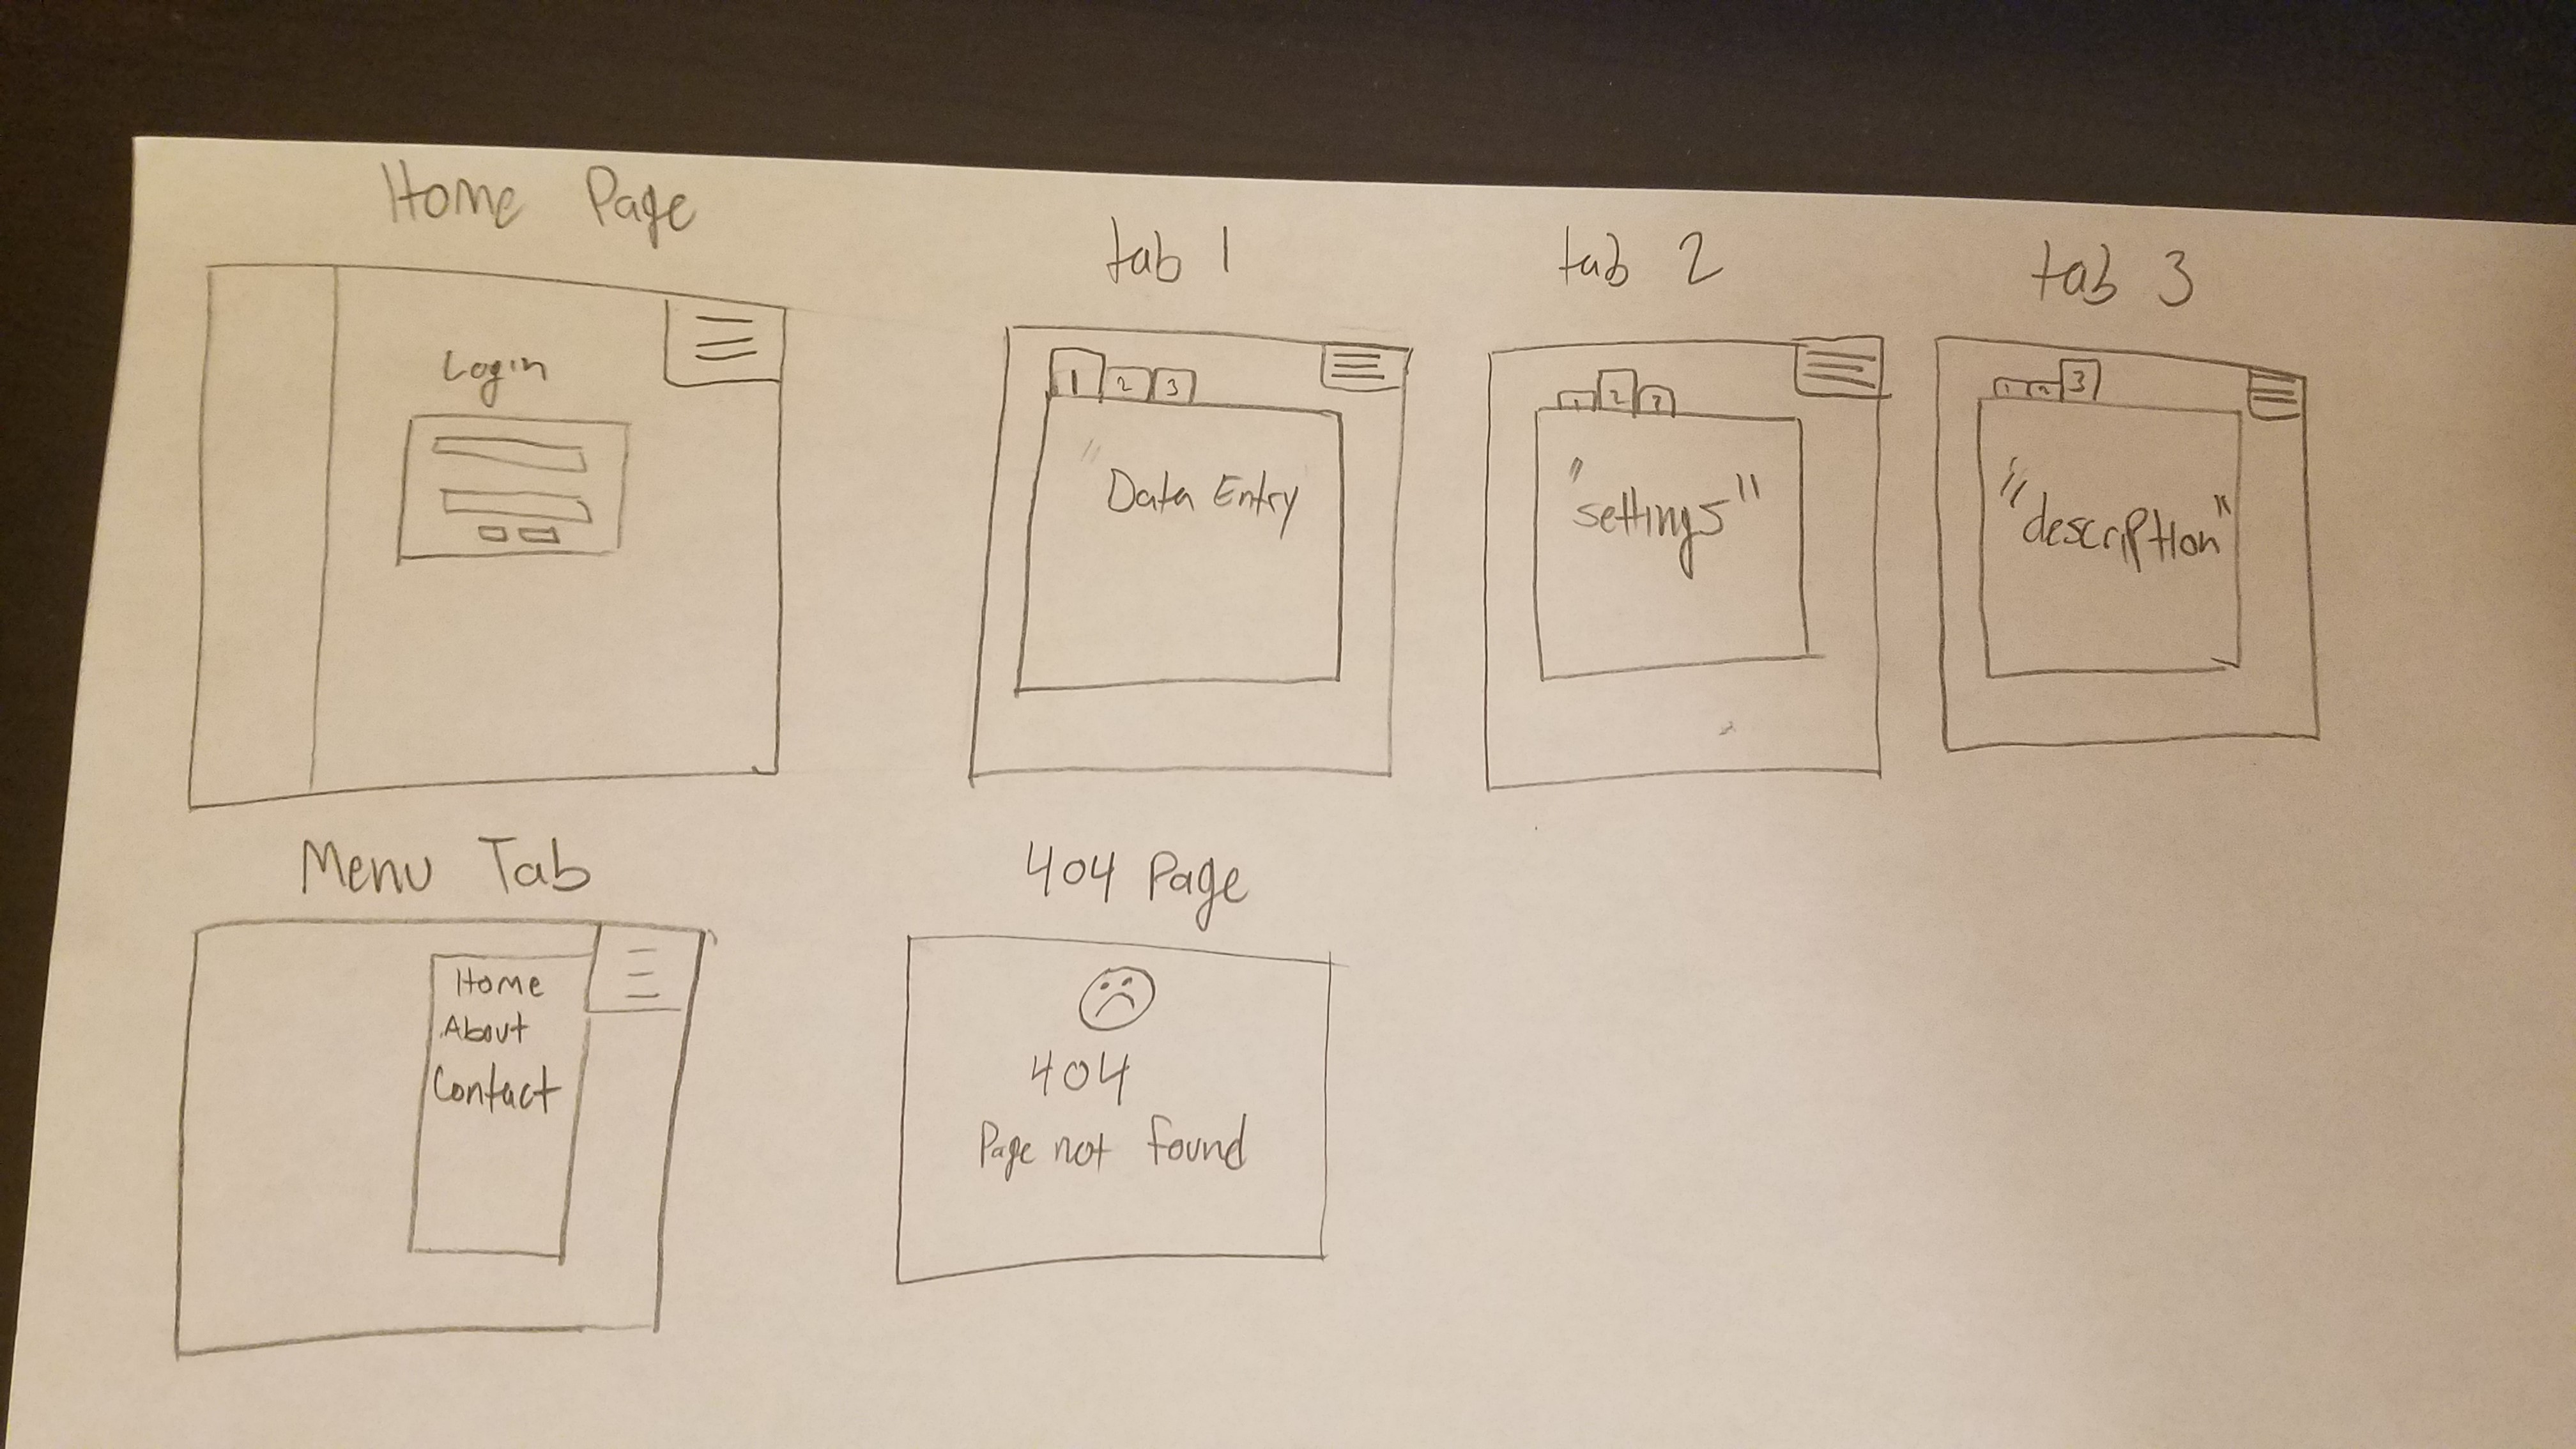 Home Page
Login
tab 1
1 2 3
" Data Entry
tab 2
1 2 3
"settings"
tab 3
1 2 3
"description"
Menu Tab
Home
About
Contact
404 Page
404
Page not found